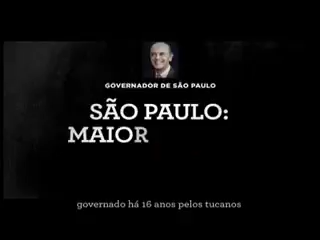 GOVERNADOR DE SÃO PAULO
SÃO PAULO:
MAIOR
governado há 16 anos pelos tucanos